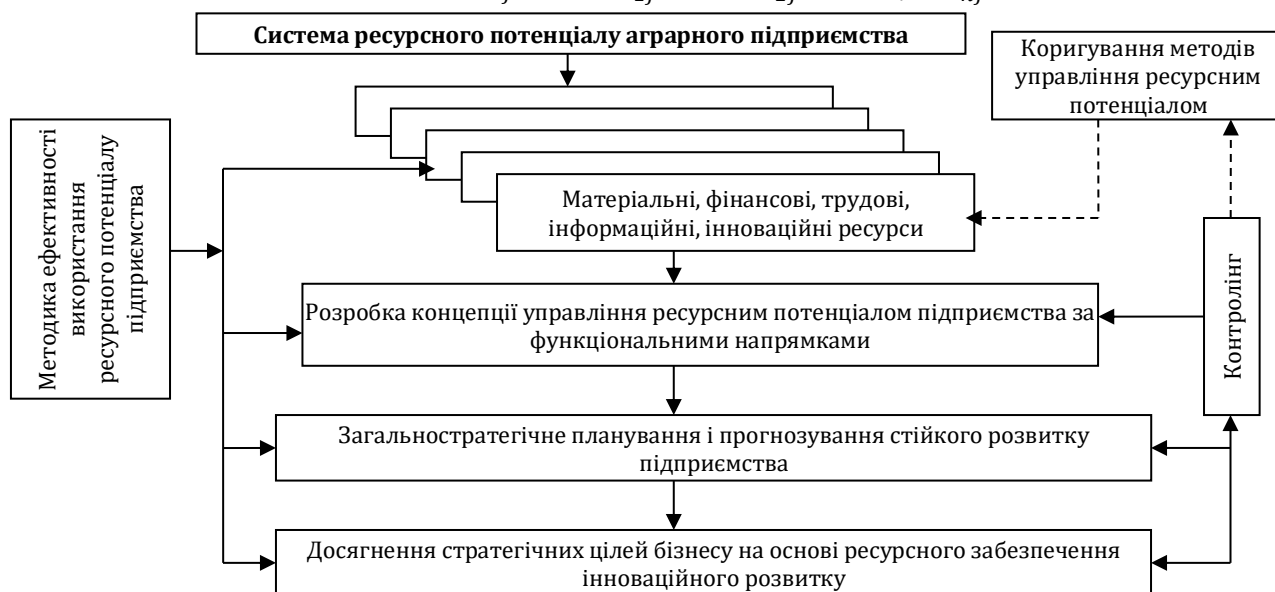 Система ресурсного потенціалу аграрного підприємства
Коригування методів
управління ресурсним
потенціалом
Методика ефективності
використання
ресурсного потенціалу
підприємства
Матеріальні, фінансові, трудові,
інформаційні, інноваційні ресурси
Розробка концепції управління ресурсним потенціалом підприємства за
функціональними напрямками
Контролінг
Загальностратегічне планування і прогнозування стійкого розвитку
підприємства
Досягнення стратегічних цілей бізнесу на основі ресурсного забезпечення
інноваційного розвитку